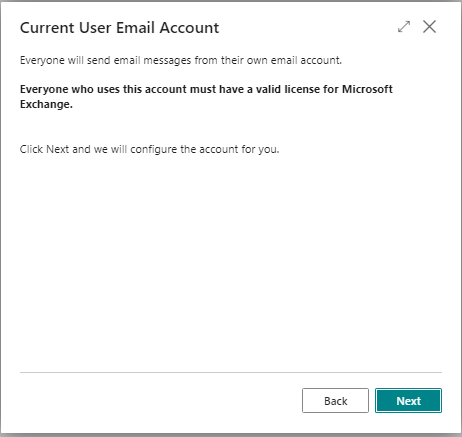 Current User Email Account
Everyone will send email messages from their own email account.
Everyone who uses this account must have a valid license for Microsoft
Exchange.
Click Next and we will configure the account for you.
Back
Next